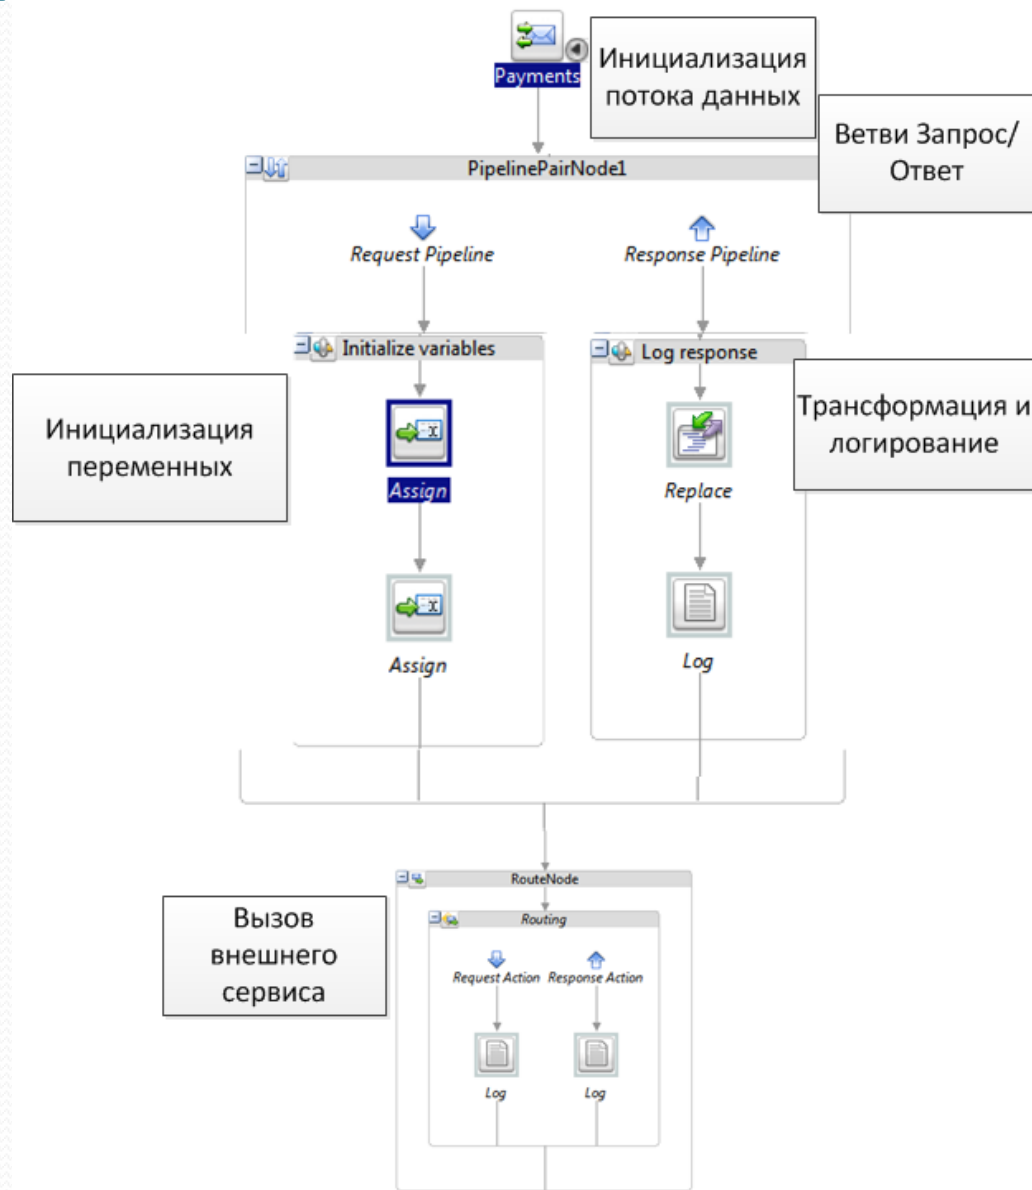 Payments
Инициализация
потока данных
Ветви Запрос/
Ответ
PipelinePairNode1
Request Pipeline
Response Pipeline
Initialize variables
Log response
Инициализация
переменных
Трансформация и
логирование
Assign
Replace
Assign
Log
RouteNode
Routing
Вызов
внешнего
сервиса
Request Action
Response Action
Log
Log